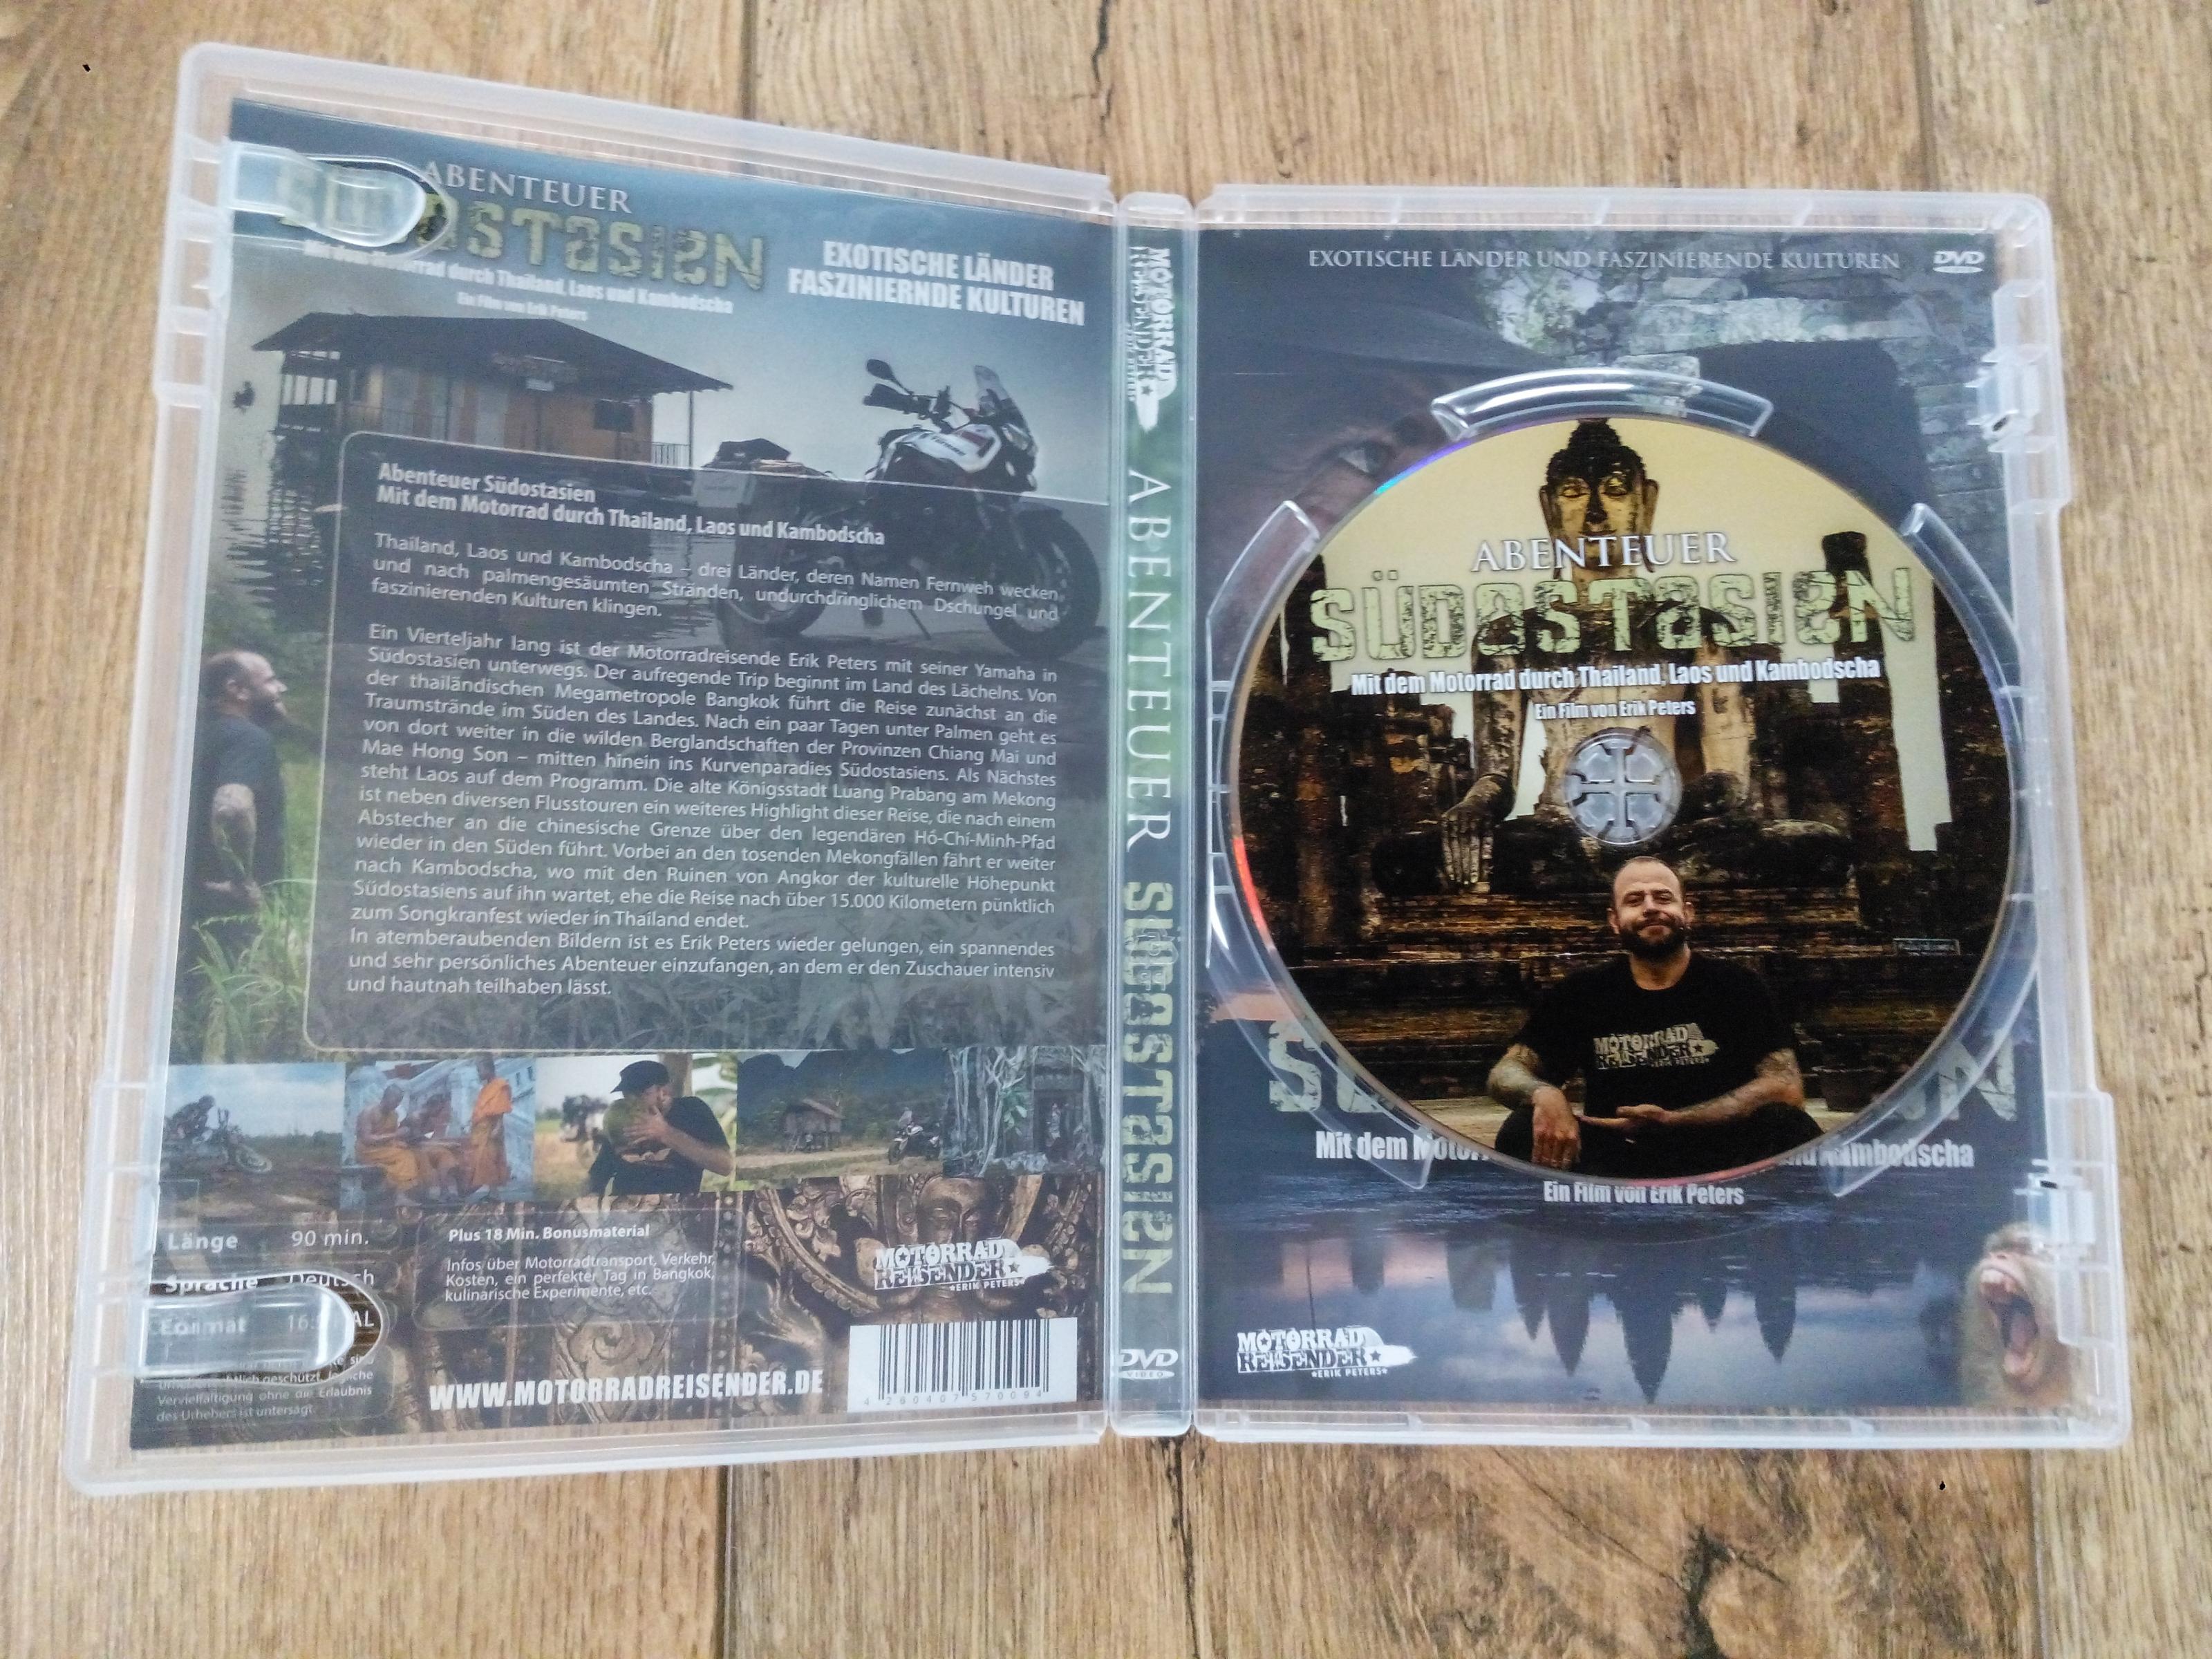 ABENTEUER
SÜDOSTASIEN
Mit dem Motorrad durch Thailand, Laos und Kambodscha
Ein Film von Erik Peters
EXOTISCHE LÄNDER
FASZINIERNDE KULTUREN
Abenteuer Südostasien
Mit dem Motorrad durch Thailand, Laos und Kambodscha
Thailand, Laos und Kambodscha – drei Länder, deren Namen Fernweh wecken,
und nach palmengesäumten Stränden, undurchdringlichem Dschungel und
faszinierenden Kulturen klingen.
Ein Vierteljahr lang ist der Motorradreisende Erik Peters mit seiner Yamaha in
Südostasien unterwegs. Der aufregende Trip beginnt im Land des Lächelns. Von
der thailändischen Megametropole Bangkok führt die Reise zunächst an die
Traumstrände im Süden des Landes. Nach ein paar Tagen unter Palmen geht es
von dort weiter in die wilden Berglandschaften der Provinzen Chiang Mai und
Mae Hong Son – mitten hinein ins Kurvenparadies Südostasiens. Als Nächstes
steht Laos auf dem Programm. Die alte Königsstadt Luang Prabang am Mekong
ist neben diversen Flusstouren ein weiteres Highlight dieser Reise, die nach einem
Abstecher an die chinesische Grenze über den legendären Hó-Chí-Minh-Pfad
wieder in den Süden führt. Vorbei an den tosenden Mekongfällen fährt er weiter
nach Kambodscha, wo mit den Ruinen von Angkor der kulturelle Höhepunkt
Südostasiens auf ihn wartet, ehe die Reise nach über 15.000 Kilometern pünktlich
zum Songkranfest wieder in Thailand endet.
In atemberaubenden Bildern ist es Erik Peters wieder gelungen, ein spannendes
und sehr persönliches Abenteuer einzufangen, an dem er den Zuschauer intensiv
und hautnah teilhaben lässt.
Länge 90 min.
Sprache Deutsch
Format
geschützt. Jegliche
Vervielfältigung ohne die Erlaubnis
des Urhebers ist untersagt
Plus 18 Min. Bonusmaterial
Infos über Motorradtransport, Verkehr,
Kosten, ein perfekter Tag in Bangkok,
kulinarische Experimente, etc.
MOTORRAD
REISENDER
ERIK PETERS
WWW.MOTORRADREISENDER.DE
4 260407 570094
MOTORRAD
REISENDER
ERIK PETERS
ABENTEUER SÜDOSTASIEN
DVD
VIDEO
EXOTISCHE LÄNDER UND FASZINIERENDE KULTUREN
DVD
ABENTEUER
SÜDOSTASIEN
Mit dem Motorrad durch Thailand, Laos und Kambodscha
Ein Film von Erik Peters
MOTORRAD
REISENDER
ERIK PETERS
Mit dem Kambodscha
Ein Film von Erik Peters
MOTORRAD
REISENDER
ERIK PETERS